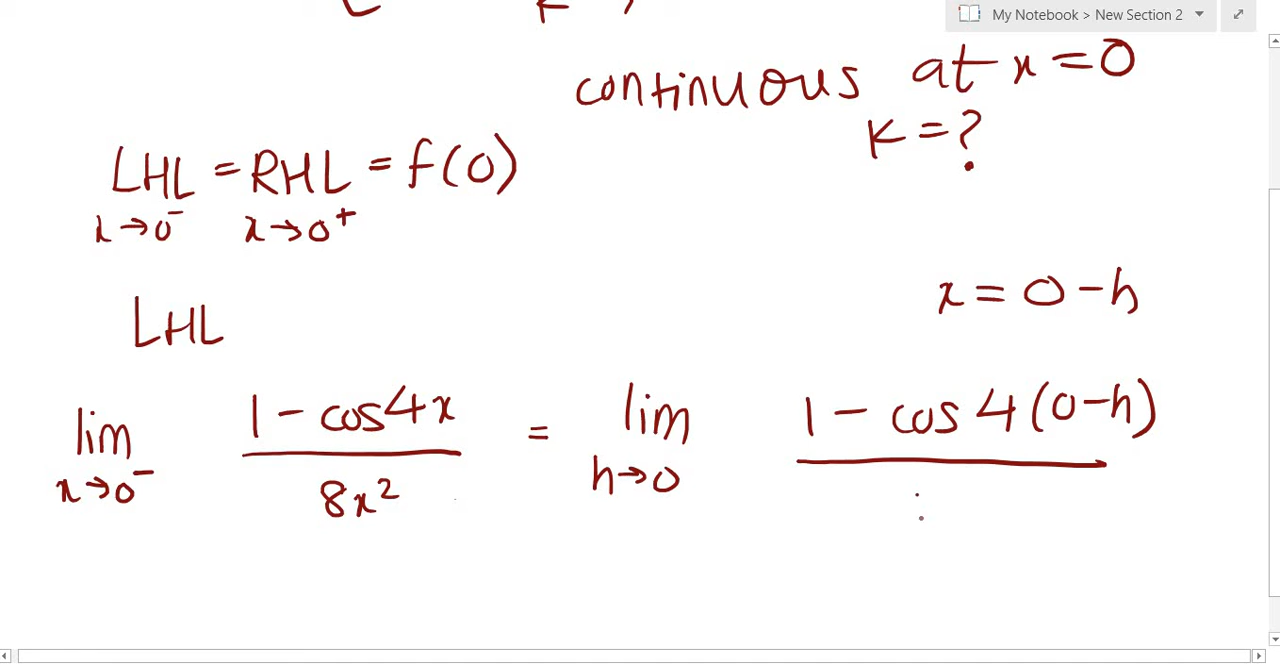 My Notebook > New Section 2
continuous at x = 0
K = ?
LHL = RHL = f(0)
x→0⁻ x→0⁺
x = 0 - h
LHL
lim 1 - cos4x = lim 1 - cos 4(0-h)
x→0⁻ 8x² h→0